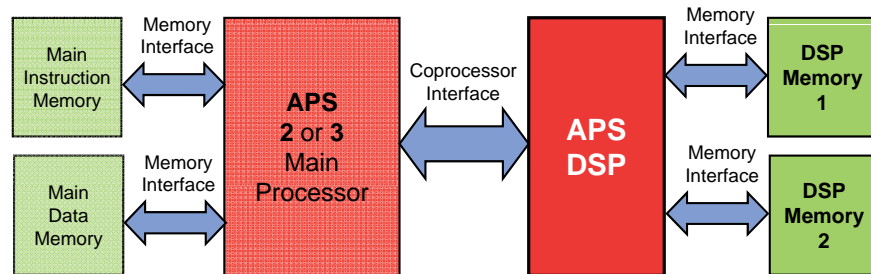 Main
Instruction
Memory
Memory
Interface
Main
Data
Memory
Memory
Interface
APS
2 or 3
Main
Processor
Coprocessor
Interface
APS
DSP
Memory
Interface
DSP
Memory
1
Memory
Interface
DSP
Memory
2